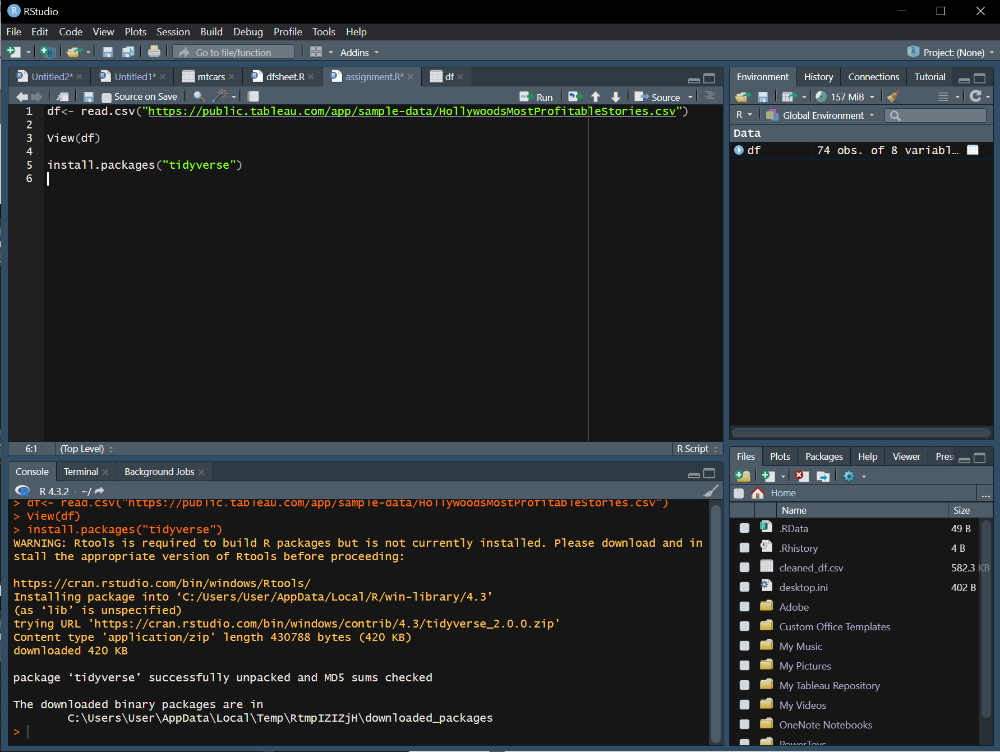 RStudio
File Edit Code View Plots Session Build Debug Profile Tools Help
Go to file/function Addins Project: (None)
Untitled2* Untitled1* mtcars dfsheet.R assignment.R* df
Source on Save Run Source
1 df<- read.csv("https://public.tableau.com/app/sample-data/HollywoodsMostProfitableStories.csv")
2
3 View(df)
4
5 install.packages("tidyverse")
6
6:1 (Top Level) R Script
Console Terminal Background Jobs
R 4.3.2 · ~/
> df<- read.csv("https://public.tableau.com/app/sample-data/HollywoodsMostProfitableStories.csv")
> View(df)
> install.packages("tidyverse")
WARNING: Rtools is required to build R packages but is not currently installed. Please download and in
stall the appropriate version of Rtools before proceeding:
https://cran.rstudio.com/bin/windows/Rtools/
Installing package into ‘C:/Users/User/AppData/Local/R/win-library/4.3’
(as ‘lib’ is unspecified)
trying URL 'https://cran.rstudio.com/bin/windows/contrib/4.3/tidyverse_2.0.0.zip'
Content type 'application/zip' length 430788 bytes (420 KB)
downloaded 420 KB
package ‘tidyverse’ successfully unpacked and MD5 sums checked
The downloaded binary packages are in
C:\Users\User\AppData\Local\Temp\RtmpIZIZjH\downloaded_packages
>
Environment History Connections Tutorial
157 MiB
R Global Environment
Data
df 74 obs. of 8 variabl…
Files Plots Packages Help Viewer Pres
Home ...
Name Size
.RData 49 B
.Rhistory 4 B
cleaned_df.csv 582.3 KB
desktop.ini 402 B
Adobe
Custom Office Templates
My Music
My Pictures
My Tableau Repository
My Videos
OneNote Notebooks
PowerToys